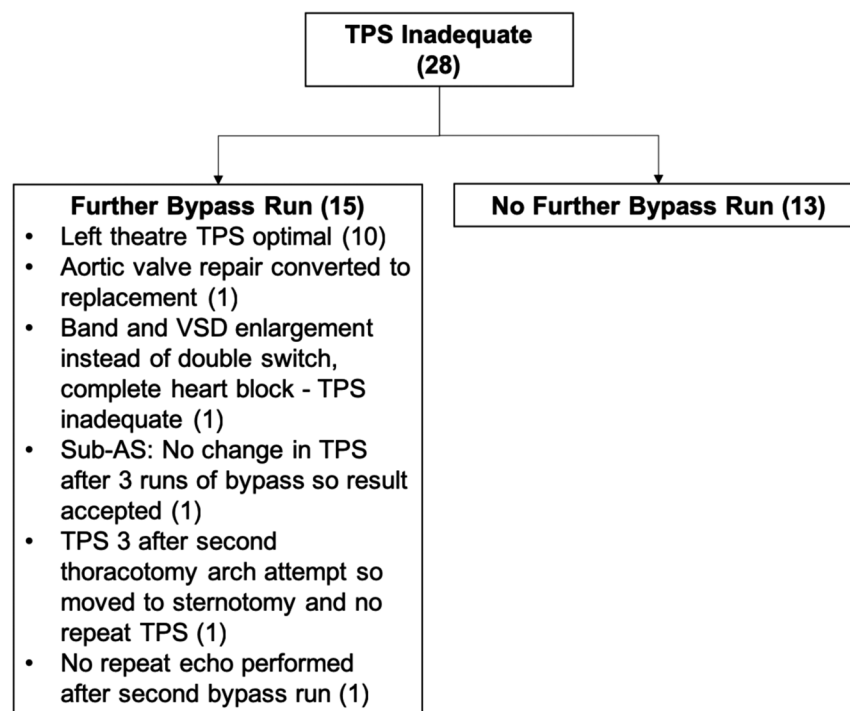 TPS Inadequate
(28)
Further Bypass Run (15)
• Left theatre TPS optimal (10)
• Aortic valve repair converted to
replacement (1)
• Band and VSD enlargement
instead of double switch,
complete heart block - TPS
inadequate (1)
• Sub-AS: No change in TPS
after 3 runs of bypass so result
accepted (1)
• TPS 3 after second
thoracotomy arch attempt so
moved to sternotomy and no
repeat TPS (1)
• No repeat echo performed
after second bypass run (1)
No Further Bypass Run (13)